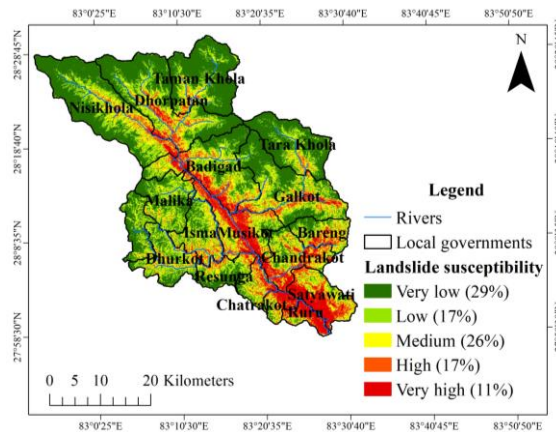 83°0'25"E 83°10'30"E 83°20'35"E 83°30'40"E 83°40'45"E 83°50'50"E
28°28'45"N
28°18'40"N
28°8'35"N
27°58'30"N
N
Taman Khola
Dhorpatan
Nisikhola
Tara Khola
Badigad
Malika
Galkot
Isma Musikot
Bareng
Dhurkot
Chandrakot
Resunga
Satyawati
Chatrakot
Ruru
Legend
Rivers
Local governments
Landslide susceptibility
Very low (29%)
Low (17%)
Medium (26%)
High (17%)
Very high (11%)
0 5 10 20 Kilometers
83°0'25"E 83°10'30"E 83°20'35"E 83°30'40"E 83°40'45"E 83°50'50"E